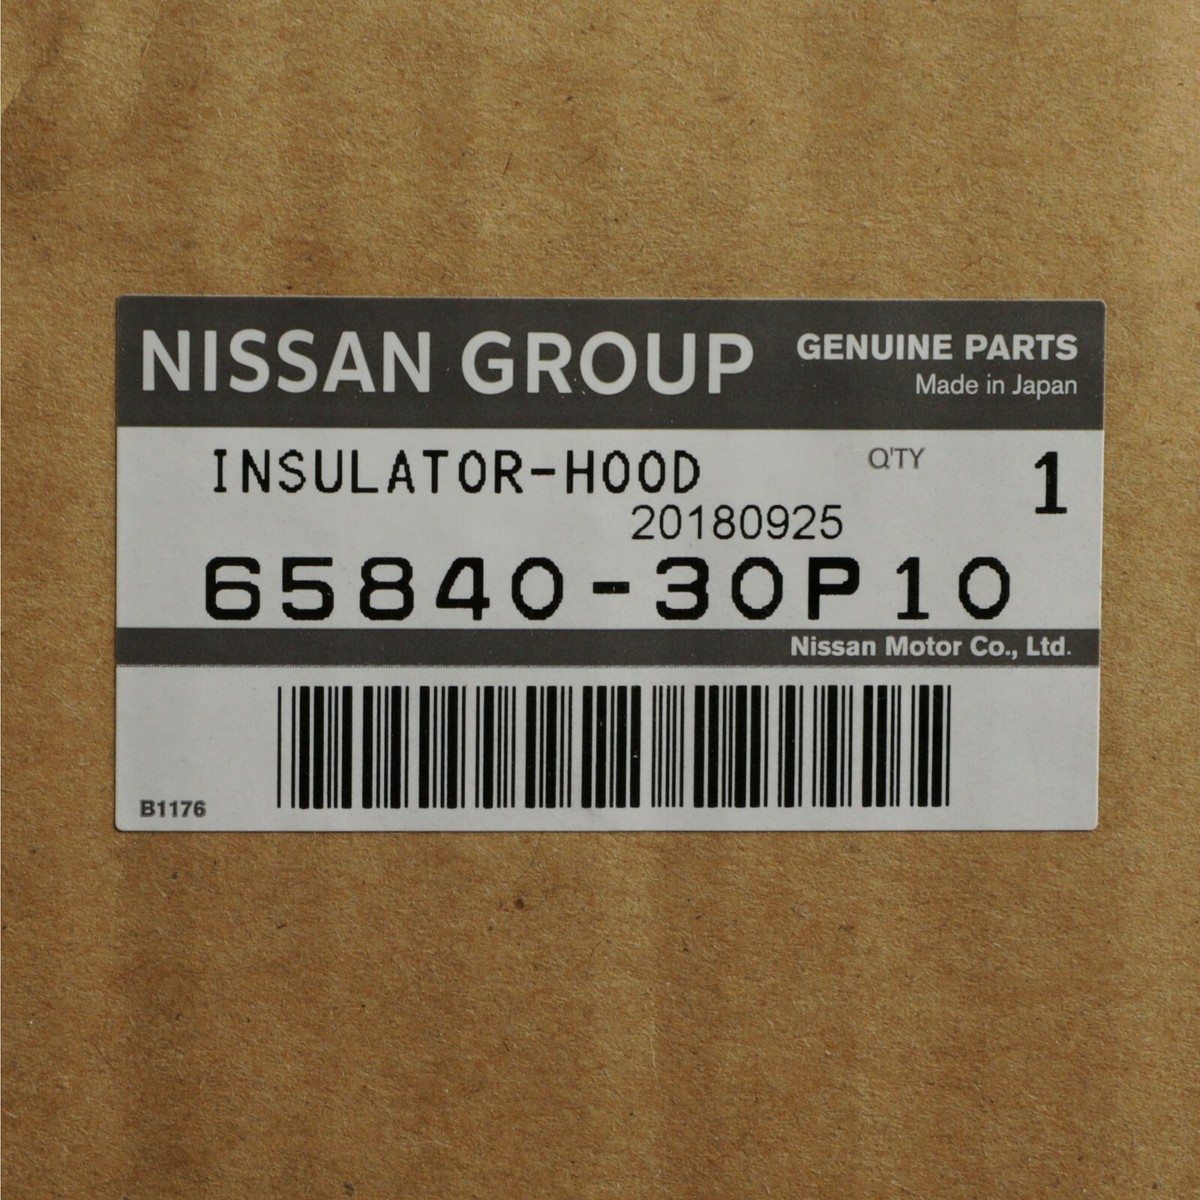 NISSAN GROUP
GENUINE PARTS
Made in Japan
INSULATOR-HOOD
Q'TY
1
20180925
65840-30P10
Nissan Motor Co., Ltd.
B1176